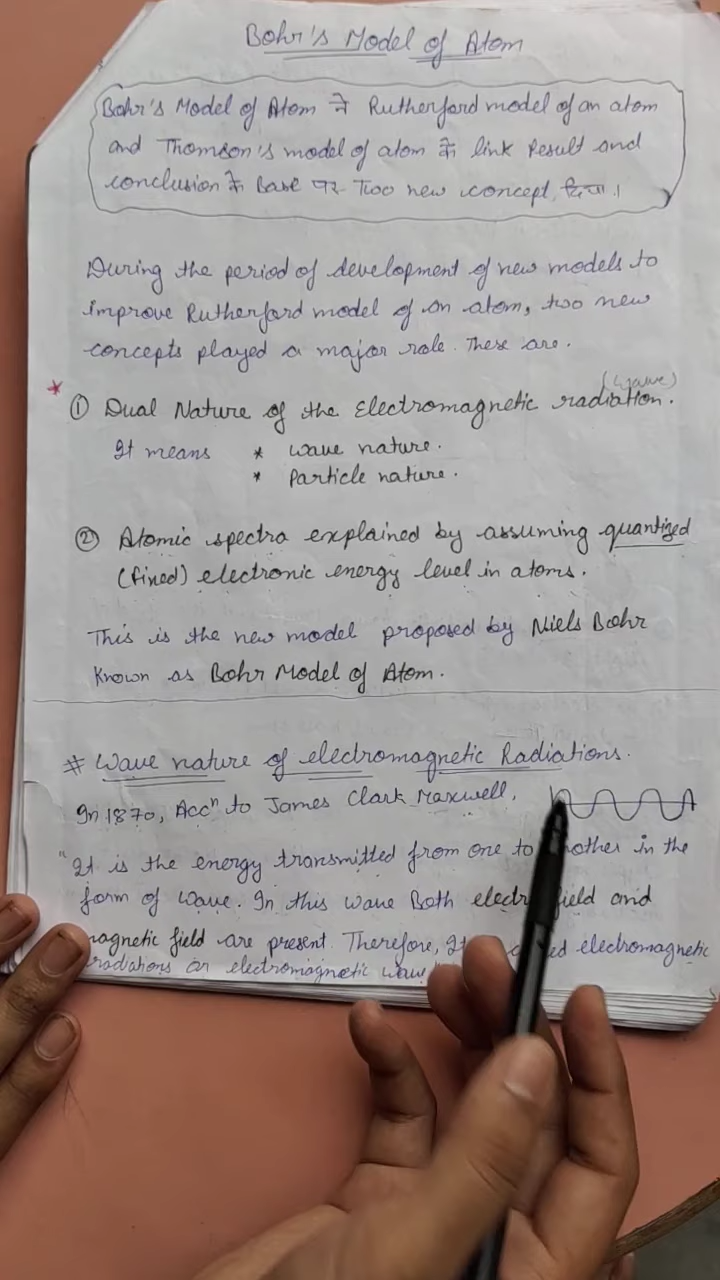 Bohr's Model of Atom
Bohr's Model of Atom ने Rutherford model of an atom
and Thomson's model of atom के link Result and
conclusion के Base पर Two new concept दिया।
During the period of development of new models to
improve Rutherford model of an atom, two new
concepts played a major role. These are.
(wave)
* ① Dual Nature of the Electromagnetic radiation.
It means * wave nature.
* Particle nature.
② Atomic spectra explained by assuming quantized
(fixed) electronic energy level in atoms.
This is the new model proposed by Niels Bohr
Known as Bohr Model of Atom.
# Wave nature of electromagnetic Radiations.
In 1870, Accⁿ to James Clark Maxwell,
"It is the energy transmitted from one to in the
form of wave. In this wave Both field and
magnetic field are present. Therefore, electromagnetic
radiations or electromagnetic wave